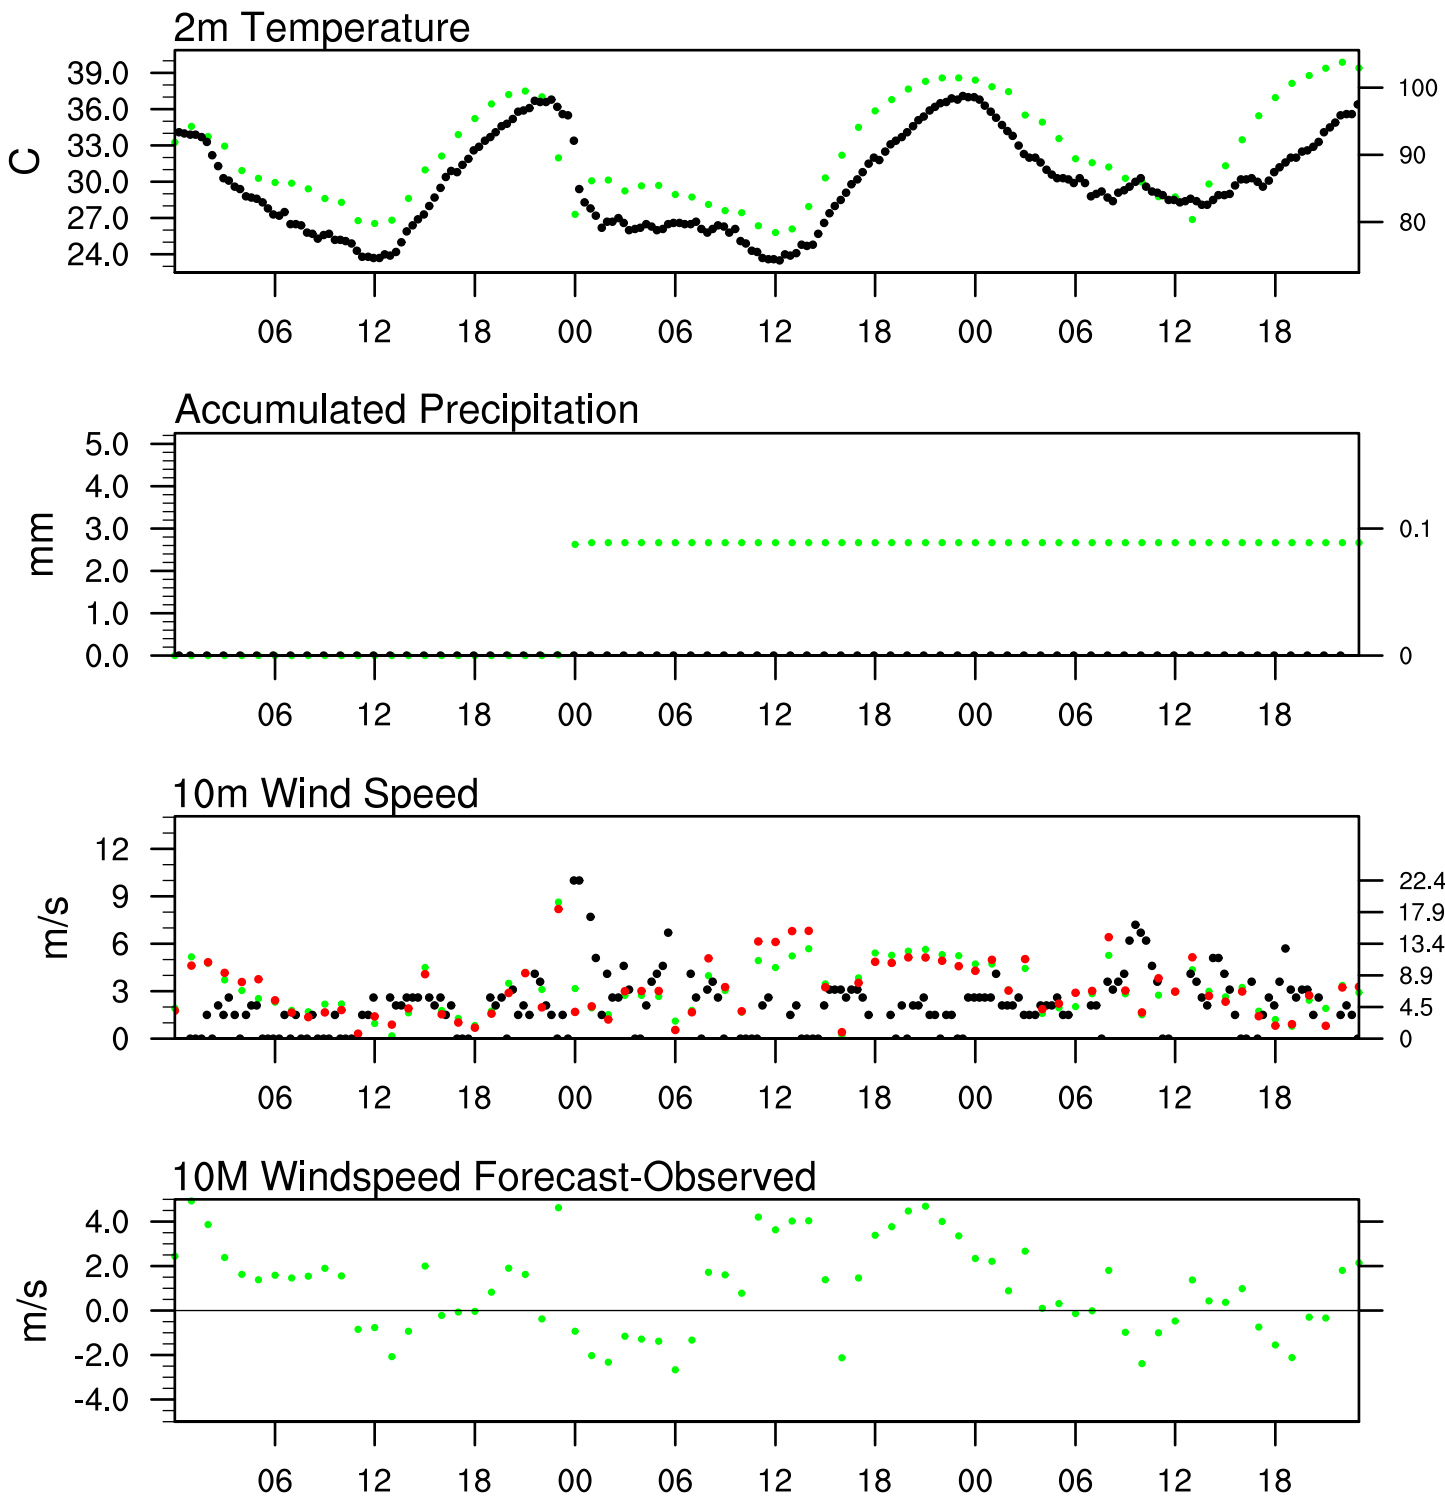 2m Temperature
39.0
36.0
33.0
30.0
27.0
24.0
C
100
90
80
06 12 18 00 06 12 18 00 06 12 18
Accumulated Precipitation
5.0
4.0
3.0
2.0
1.0
0.0
mm
0.1
0
06 12 18 00 06 12 18 00 06 12 18
10m Wind Speed
12
9
6
3
0
m/s
22.4
17.9
13.4
8.9
4.5
0
06 12 18 00 06 12 18 00 06 12 18
10M Windspeed Forecast-Observed
4.0
2.0
0.0
-2.0
-4.0
m/s
06 12 18 00 06 12 18 00 06 12 18